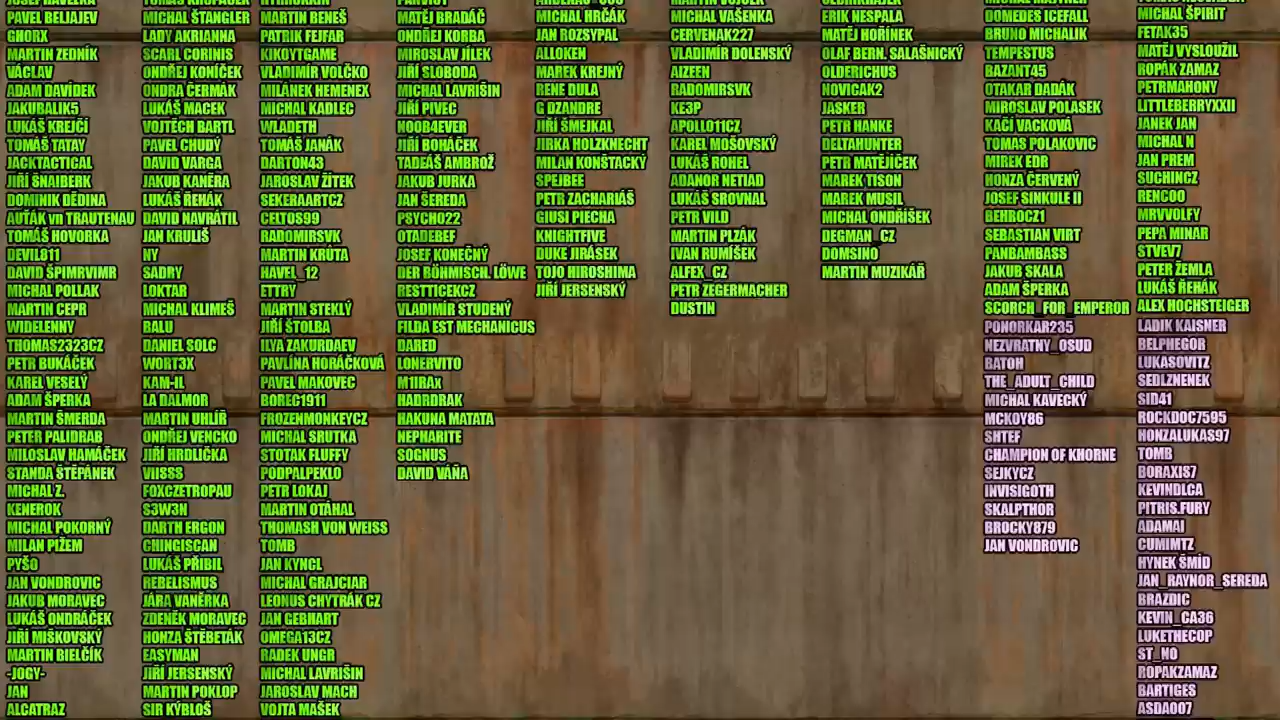 PAVEL BELIAJEV
GHORX
MARTIN ZEDNÍK
VÁCLAV
ADAM DAVÍDEK
JAKUBALIK5
LUKÁŠ KREJČÍ
TOMÁŠ TATAY
JACKTACTICAL
JIŘÍ ŠNAIBERK
DOMINIK DĚDINA
AUŤÁK VTI TRAUTENAU
TOMÁŠ HOVORKA
DEVIL811
DAVID ŠPIMRVIMR
MICHAL POLLAK
MARTIN CEPR
WIDELENNY
THOMAS2323CZ
PETR BUKÁČEK
KAREL VESELÝ
ADAM ŠPERKA
MARTIN ŠMERDA
PETER PALIDRAB
MILOSLAV HAMÁČEK
STANDA ŠTĚPÁNEK
MICHAL Z.
KENEROK
MICHAL POKORNÝ
MILAN PIŽEM
PYŠO
JAN VONDROVIC
JAKUB MORAVEC
LUKÁŠ ONDRÁČEK
JIŘÍ MIŠKOVSKÝ
MARTIN BIELČÍK
-JOGY-
JAN
ALCATRAZ
MICHAL ŠTANGLER
LADY AKRIANNA
SCARL CORINIS
ONDŘEJ KONÍČEK
ONDRA ČERMÁK
LUKÁŠ MACEK
VOJTĚCH BARTL
PAVEL CHUDÝ
DAVID VARGA
JAKUB KANĚRA
LUKÁŠ ŘEHÁK
DAVID NAVRÁTIL
JAN KRULIŠ
NY
SADRY
LOKTAR
MICHAL KLIMEŠ
BALU
DANIEL SOLC
WORT3X
KAM-IL
LA DALMOR
MARTIN UHLÍŘ
ONDŘEJ VENCKO
JIŘÍ HRDLIČKA
VIISSS
FOXCZETROPAU
S3W3N
DARTH ERGON
CHINGISCAN
LUKÁŠ PŘIBIL
REBELISMUS
JÁRA VANĚRKA
ZDENĚK MORAVEC
HONZA ŠTĚBETÁK
EASYMAN
JIŘÍ JERSENSKÝ
MARTIN POKLOP
SIR KÝBLOŠ
MARTIN BENEŠ
PATRIK FEJFAR
KIKOYTGAME
VLADIMÍR VOLČKO
MILÁNEK HEMENEX
MICHAL KADLEC
WLADETH
TOMÁŠ JANÁK
DARTON43
JAROSLAV ŽÍTEK
SEKERAARTCZ
CELTOS99
RADOMIRSVK
MARTIN KRÚTA
HAVEL_12
ETTRY
MARTIN STEKLÝ
JIŘÍ ŠTOLBA
ILYA ZAKURDAEV
PAVLÍNA HORÁČKOVÁ
PAVEL MAKOVEC
BOREC1911
FROZENMONKEYCZ
MICHAL SRUTKA
STOTAK FLUFFY
PODPALPEKLO
PETR LOKAJ
MARTIN OTÁHAL
THOMASH VON WEISS
TOMB
JAN KYNCL
MICHAL GRAJCIAR
LEONUS CHYTRÁK CZ
JAN GEBHART
OMEGA13CZ
RADEK UNGR
MICHAL LAVRIŠIN
JAROSLAV MACH
VOJTA MAŠEK
MATĚJ BRADÁČ
ONDŘEJ KORBA
MIROSLAV JÍLEK
JIŘÍ SLOBODA
MICHAL LAVRIŠIN
JIŘÍ PIVEC
NOOB4EVER
JIŘÍ BOHÁČEK
TADEÁŠ AMBROŽ
JAKUB JURKA
JAN ŠEREDA
PSYCHO22
OTADEBEF
JOSEF KONEČNÝ
DER BÖHMISCH. LÖWE
RESTTICEKCZ
VLADIMÍR STUDENÝ
FILDA EST MECHANICUS
DARED
LONERVITO
M1IRAX
HADRDRAK
HAKUNA MATATA
NEPHARITE
SOGNUS
DAVID VÁŇA
MICHAL HRČÁK
JAN ROZSYPAL
ALLOKEN
MAREK KREJNÝ
RENE DULA
G DZANDRE
JIŘÍ ŠMEJKAL
JIRKA HOLZKNECHT
MILAN KONŠTACKÝ
SPEJBEE
PETR ZACHARIÁŠ
GIUSI PIECHA
KNIGHTFIVE
DUKE JIRÁSEK
TOJO HIROSHIMA
JIŘÍ JERSENSKÝ
MICHAL VAŠENKA
CERVENAK227
VLADIMÍR DOLENSKÝ
AIZEEN
RADOMIRSVK
KE3P
APOLLO11CZ
KAREL MOŠOVSKÝ
LUKÁŠ ROHEL
ADANOR NETIAD
LUKÁŠ SROVNAL
PETR VILD
MARTIN PLZÁK
IVAN RUMÍŠEK
ALFEX_CZ
PETR ZEGERMACHER
DUSTIN
ERIK NESPALA
MATĚJ HOŘÍNEK
OLAF BERN. SALAŠNICKÝ
OLDERICHUS
NOVICAK2
JASKER
PETR HANKE
DELTAHUNTER
PETR MATĚJÍČEK
MAREK TISON
MAREK MUSIL
MICHAL ONDŘÍŠEK
DEGMAN_CZ
DOMSINO
MARTIN MUZIKÁŘ
DOMEDES ICEFALL
BRUNO MICHALIK
TEMPESTUS
BAZANT45
OTAKAR DADÁK
MIROSLAV POLASEK
KAČÍ VACKOVÁ
TOMAS POLAKOVIC
MIREK EDR
HONZA ČERVENÝ
JOSEF SINKULE II
BEHROCZ1
SEBASTIAN VIRT
PANBAMBASS
JAKUB SKALA
ADAM ŠPERKA
SCORCH_FOR_EMPEROR
PONORKAR235
NEZVRATNY_OSUD
RATOH
THE_ADULT_CHILD
MICHAL KAVECKÝ
MCKOY86
SHTEF
CHAMPION OF KHORNE
SEJKYCZ
INVISIGOTH
SKALPTHOR
BROCKY879
JAN VONDROVIC
MICHAL ŠPIRIT
FETAK35
MATĚJ VYSLOUŽIL
ROPÁK ZAMAZ
PETRMAHONY
LITTLEBERRYXXII
JANEK JAN
MICHAL N
JAN PREM
SUCHINCZ
RENCOO
MRVVOLFY
PEPA MINAR
STVEV7
PETER ŽEMLA
LUKÁŠ ŘEHÁK
ALEX HOCHSTEIGER
LADIK KAISNER
BELPHEGOR
LUKASOVITZ
SEDLZNENEK
SID41
ROCKDOC7595
HONZALUKAS97
TOMB
BORAXIS7
KEVINDLCA
PITRIS.FURY
ADAMAI
CUMIMTZ
HYNEK ŠMÍD
JAN_RAYNOR_SEREDA
BRAZDIC
KEVIN_CA36
LUKETHECOP
ST_NO
ROPAKZAMAZ
BARTIGES
ASDA007